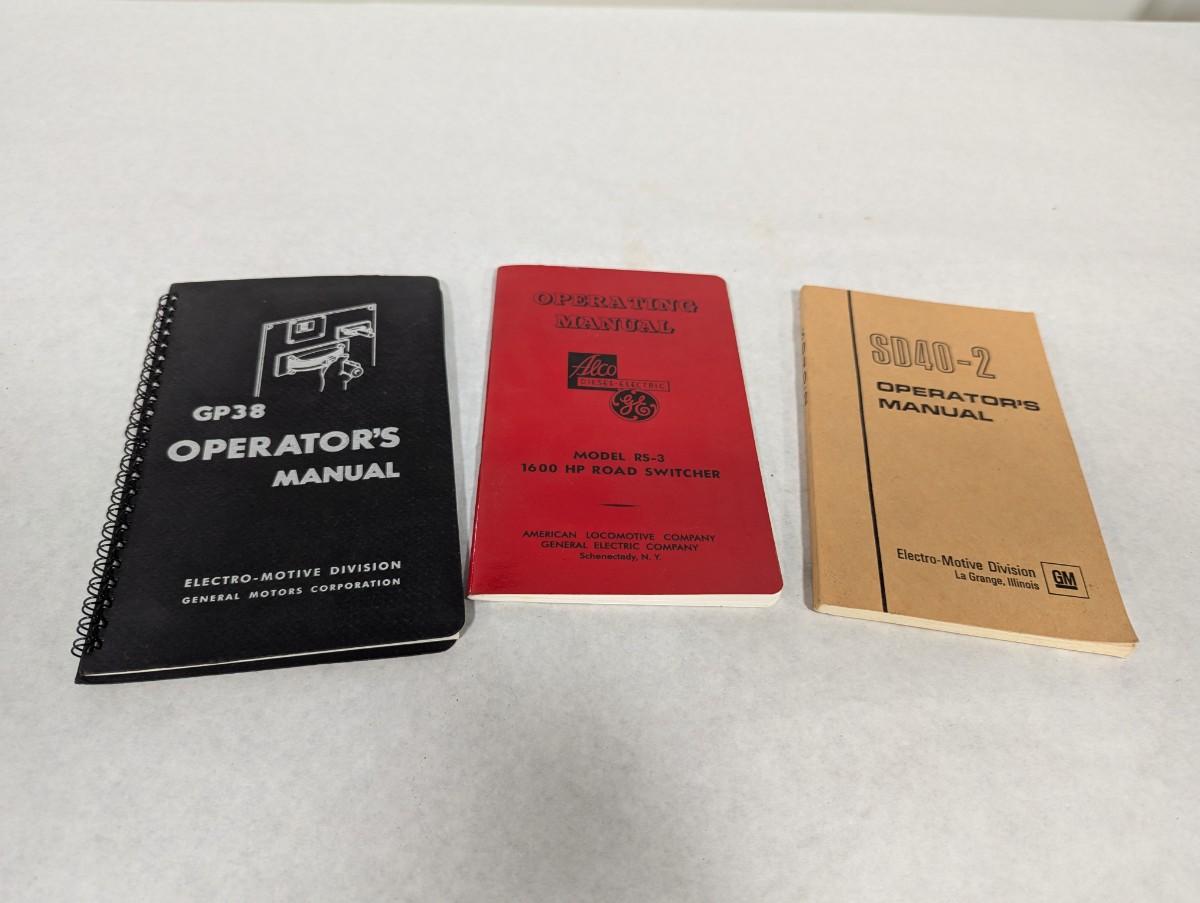 GP38
OPERATOR'S
MANUAL
ELECTRO-MOTIVE DIVISION
GENERAL MOTORS CORPORATION
OPERATING
MANUAL
Alco
DIESEL-ELECTRIC
GE
MODEL RS-3
1600 HP ROAD SWITCHER
AMERICAN LOCOMOTIVE COMPANY
GENERAL ELECTRIC COMPANY
Schenectady, N. Y.
SD40-2
OPERATOR'S
MANUAL
Electro-Motive Division
La Grange, Illinois
GM